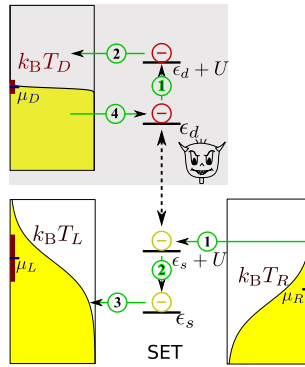 k_B T_D
2
ϵ_d + U
μ_D
1
4
ϵ_d
k_B T_L
1
k_B T_R
ϵ_s + U
μ_L
2
μ_R
3
ϵ_s
SET